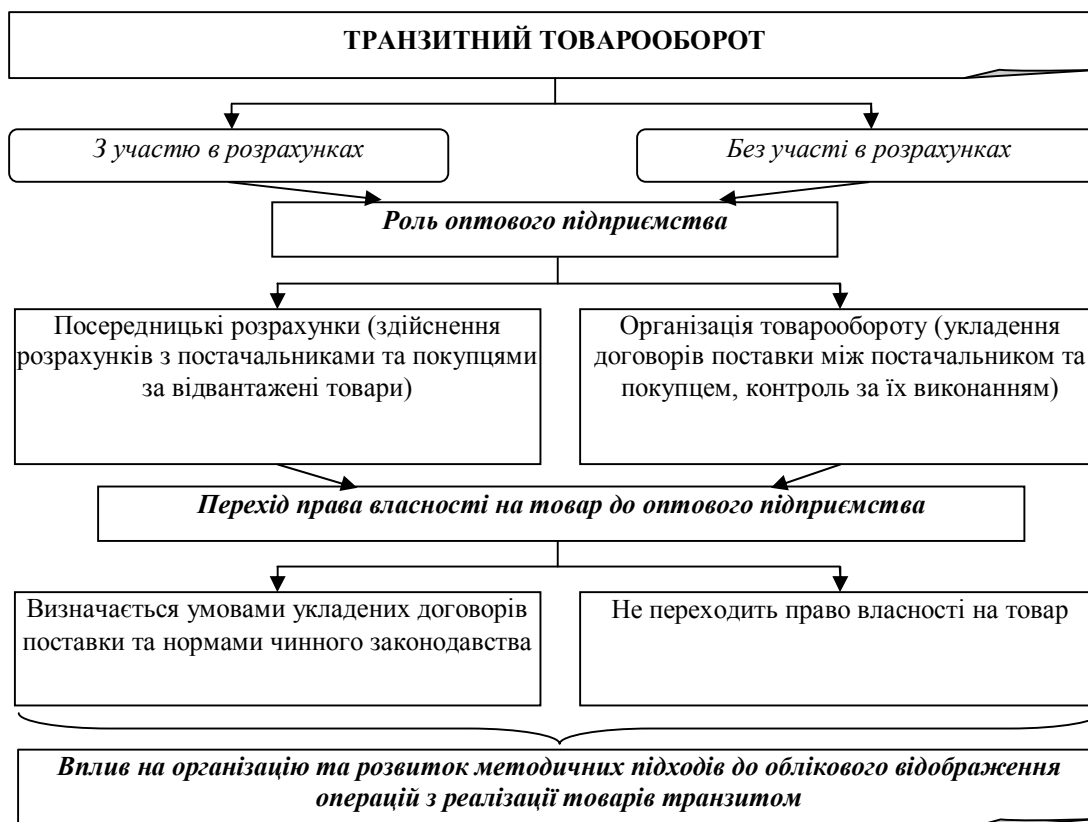 ТРАНЗИТНИЙ ТОВАРООБОРОТ
З участю в розрахунках
Без участі в розрахунках
Роль оптового підприємства
Посередницькі розрахунки (здійснення
розрахунків з постачальниками та покупцями
за відвантажені товари)
Організація товарообороту (укладення
договорів поставки між постачальником та
покупцем, контроль за їх виконанням)
Перехід права власності на товар до оптового підприємства
Визначається умовами укладених договорів
поставки та нормами чинного законодавства
Не переходить право власності на товар
Вплив на організацію та розвиток методичних підходів до облікового відображення
операцій з реалізації товарів транзитом